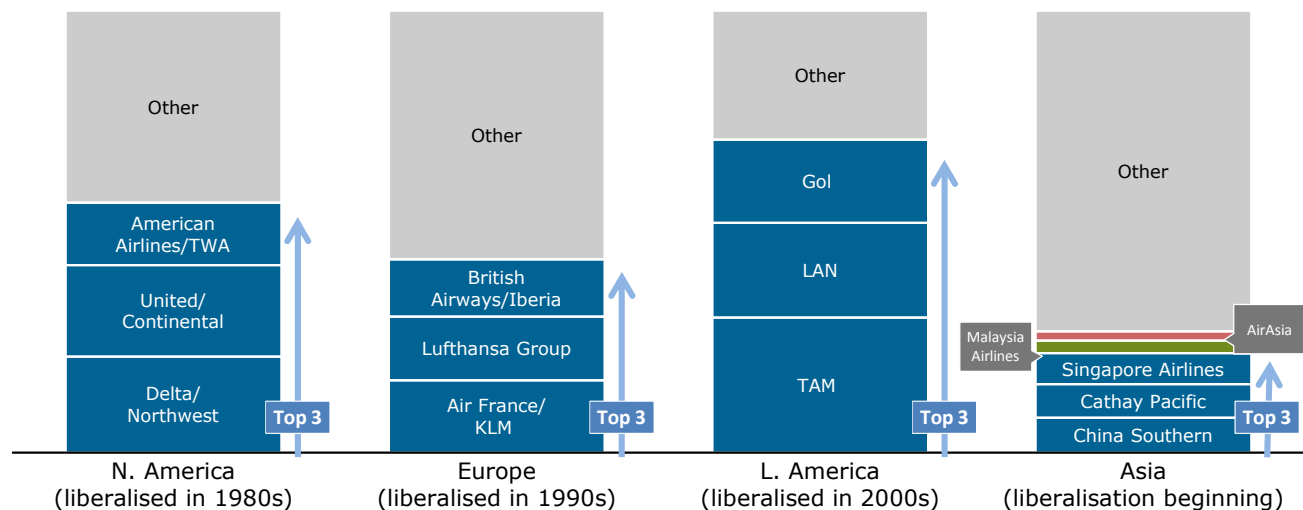 Other
American
Airlines/TWA
United/
Continental
Delta/
Northwest
Top 3
N. America
(liberalised in 1980s)
Other
British
Airways/Iberia
Lufthansa Group
Air France/
KLM
Top 3
Europe
(liberalised in 1990s)
Other
Gol
LAN
TAM
Top 3
L. America
(liberalised in 2000s)
Other
AirAsia
Malaysia
Airlines
Singapore Airlines
Cathay Pacific
China Southern
Top 3
Asia
(liberalisation beginning)